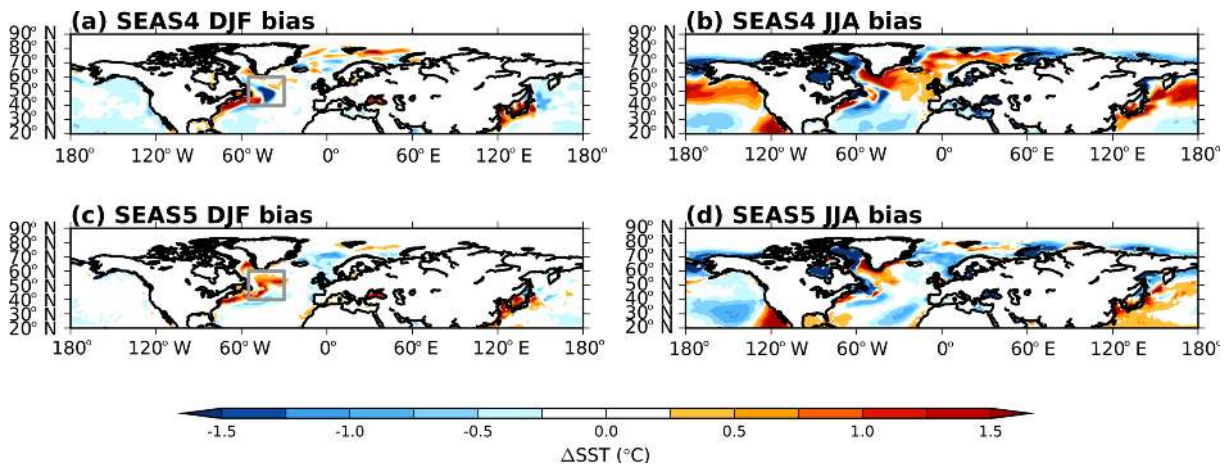 (a) SEAS4 DJF bias
(b) SEAS4 JJA bias
90° N
80° N
70° N
60° N
50° N
40° N
30° N
20° N
180° 120° W 60° W 0° 60° E 120° E 180°
90° N
80° N
70° N
60° N
50° N
40° N
30° N
20° N
180° 120° W 60° W 0° 60° E 120° E 180°
(c) SEAS5 DJF bias
(d) SEAS5 JJA bias
90° N
80° N
70° N
60° N
50° N
40° N
30° N
20° N
180° 120° W 60° W 0° 60° E 120° E 180°
90° N
80° N
70° N
60° N
50° N
40° N
30° N
20° N
180° 120° W 60° W 0° 60° E 120° E 180°
-1.5 -1.0 -0.5 0.0 0.5 1.0 1.5
ΔSST (°C)